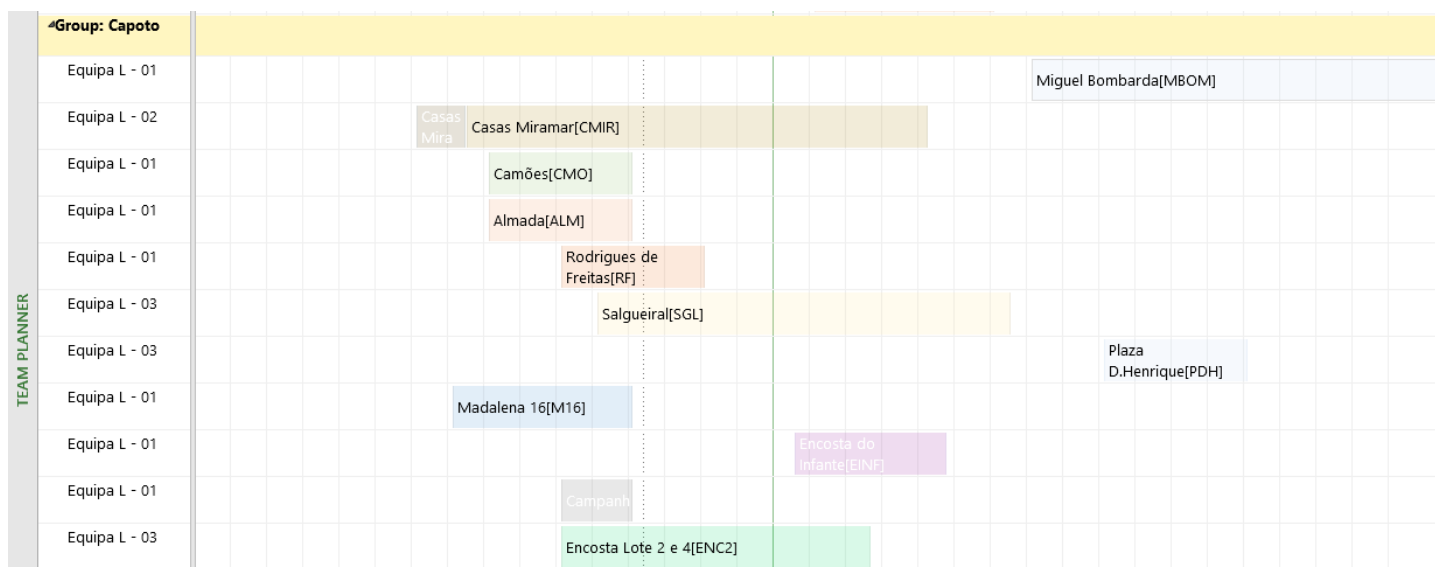 Group: Capoto
Equipa L - 01
Miguel Bombarda[MBOM]
Equipa L - 02
Casas
Mira
Casas Miramar[CMIR]
Equipa L - 01
Camões[CMO]
Equipa L - 01
Almada[ALM]
Equipa L - 01
Rodrigues de
Freitas[RF]
Equipa L - 03
Salgueiral[SGL]
Equipa L - 03
Plaza
D.Henrique[PDH]
Equipa L - 01
Madalena 16[M16]
Equipa L - 01
Encosta do
Infante[EINF]
Equipa L - 01
Campanh
Equipa L - 03
Encosta Lote 2 e 4[ENC2]
TEAM PLANNER